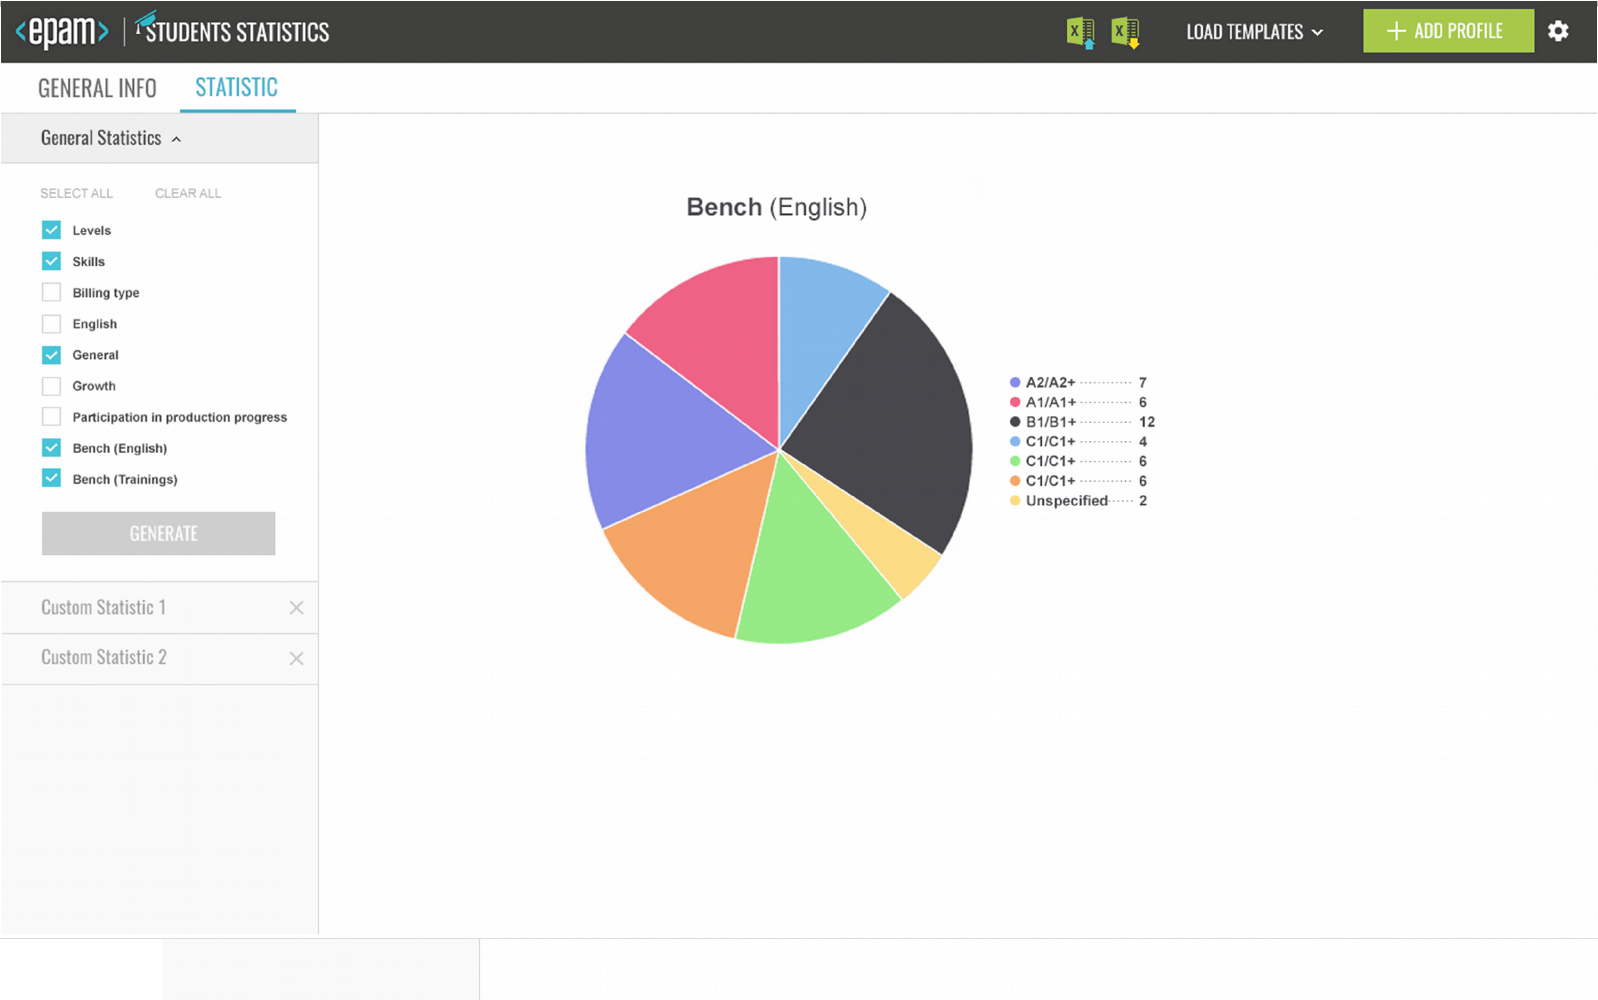 <epam> | STUDENTS STATISTICS
LOAD TEMPLATES
+ ADD PROFILE
GENERAL INFO
STATISTIC
General Statistics
SELECT ALL
CLEAR ALL
Levels
Skills
Billing type
English
General
Growth
Participation in production progress
Bench (English)
Bench (Trainings)
GENERATE
Custom Statistic 1
Custom Statistic 2
Bench (English)
A2/A2+ ........... 7
A1/A1+ ........... 6
B1/B1+ ........... 12
C1/C1+ ........... 4
C1/C1+ ........... 6
C1/C1+ ........... 6
Unspecified ..... 2